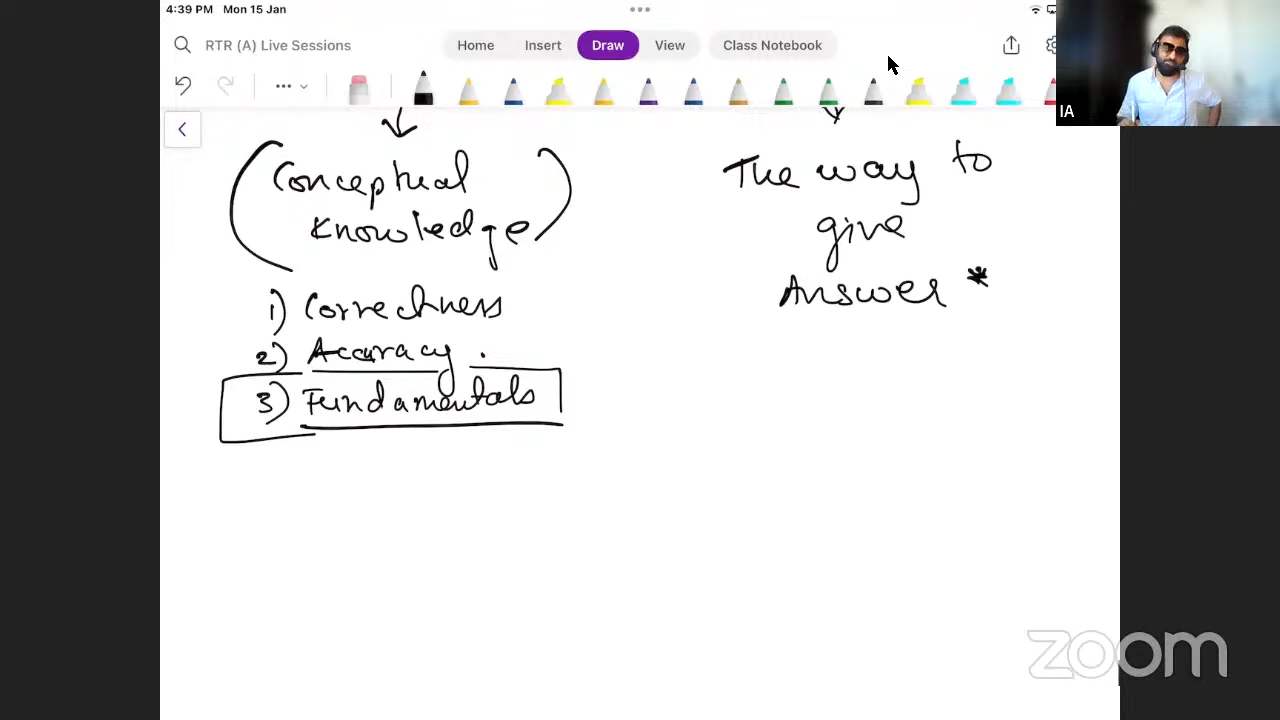 4:39 PM Mon 15 Jan
RTR (A) Live Sessions
Home Insert Draw View Class Notebook
IA
(Conceptual
Knowledge)
1) Correctness
2) Accuracy .
3) Fundamentals
The way to
give
Answer *
zoom